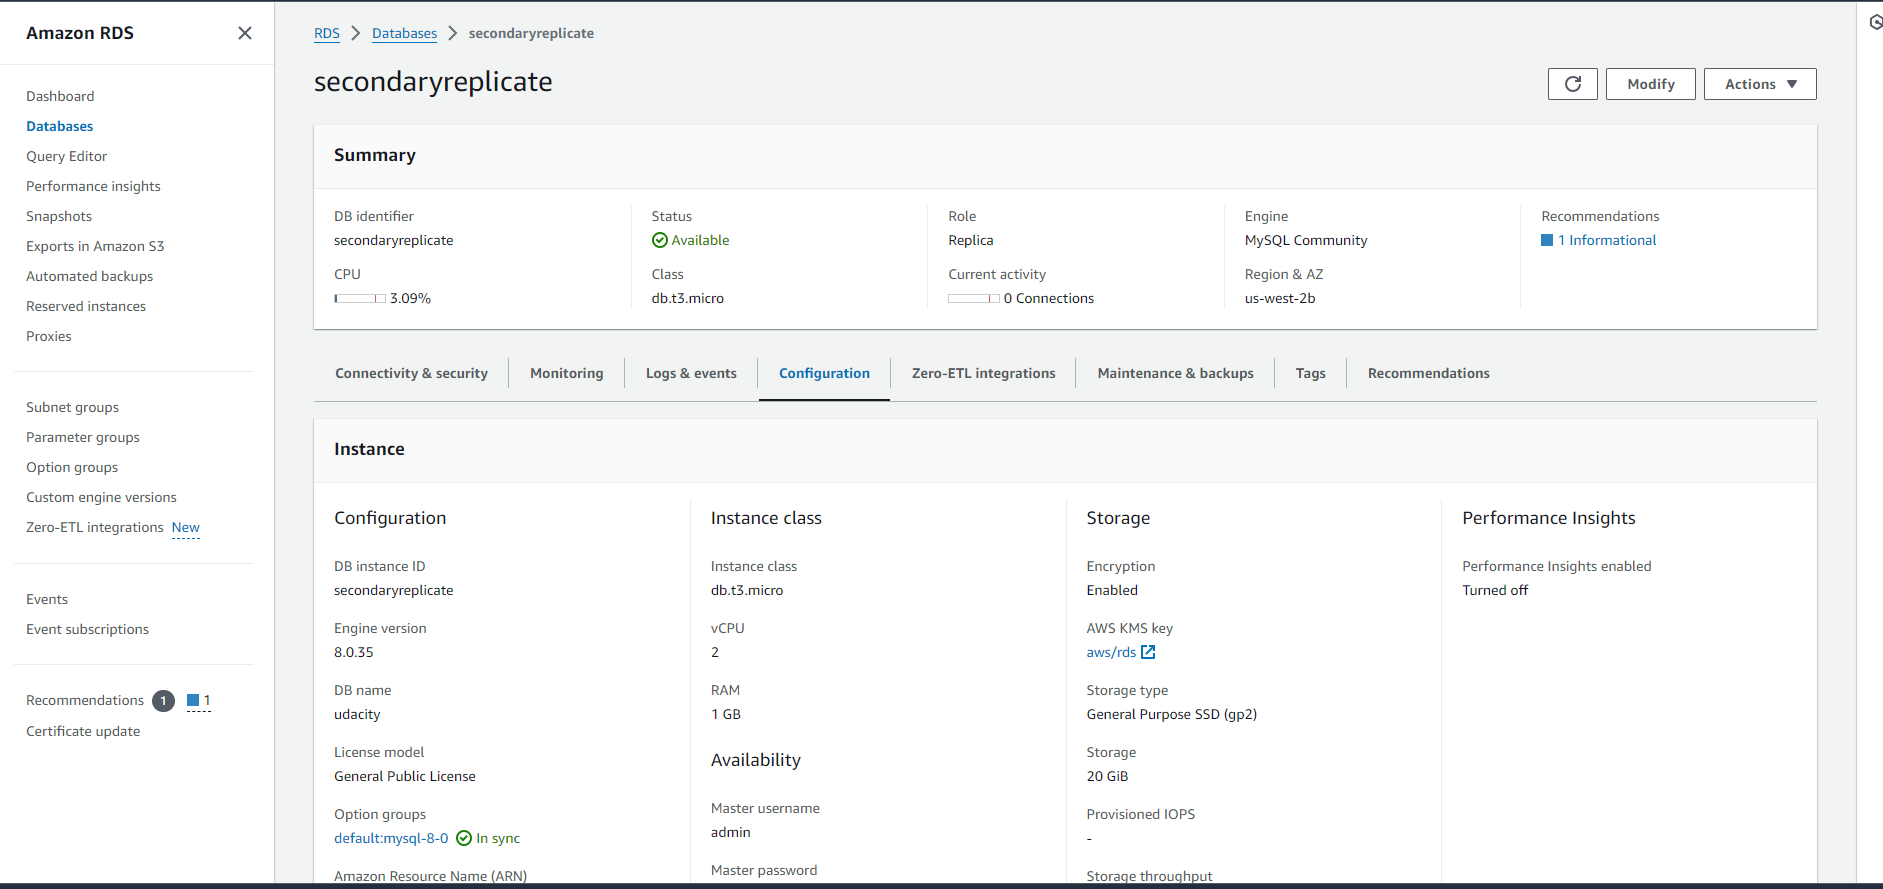 Amazon RDS
Dashboard
Databases
Query Editor
Performance insights
Snapshots
Exports in Amazon S3
Automated backups
Reserved instances
Proxies
Subnet groups
Parameter groups
Option groups
Custom engine versions
Zero-ETL integrations New
Events
Event subscriptions
Recommendations 1 1
Certificate update
RDS Databases secondaryreplicate
secondaryreplicate
Modify
Actions
Summary
DB identifier
secondaryreplicate
CPU
3.09%
Status
Available
Class
db.t3.micro
Role
Replica
Current activity
0 Connections
Engine
MySQL Community
Region & AZ
us-west-2b
Recommendations
1 Informational
Connectivity & security
Monitoring
Logs & events
Configuration
Zero-ETL integrations
Maintenance & backups
Tags
Recommendations
Instance
Configuration
DB instance ID
secondaryreplicate
Engine version
8.0.35
DB name
udacity
License model
General Public License
Option groups
default:mysql-8-0 In sync
Amazon Resource Name (ARN)
Instance class
Instance class
db.t3.micro
vCPU
2
RAM
1 GB
Availability
Master username
admin
Master password
Storage
Encryption
Enabled
AWS KMS key
aws/rds
Storage type
General Purpose SSD (gp2)
Storage
20 GiB
Provisioned IOPS
-
Storage throughput
Performance Insights
Performance Insights enabled
Turned off